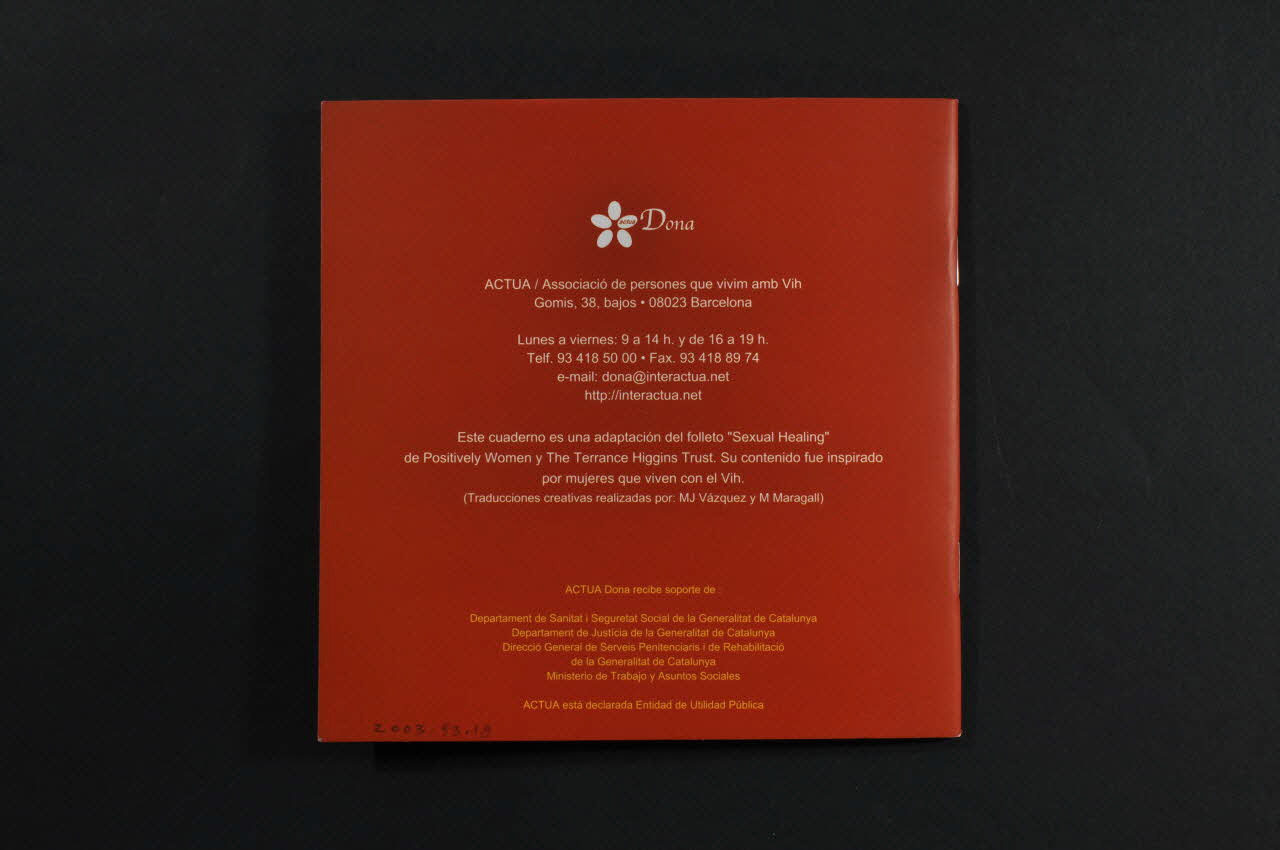 actua Dona
ACTUA / Associació de persones que vivim amb Vih
Gomis, 38, bajos • 08023 Barcelona
Lunes a viernes: 9 a 14 h. y de 16 a 19 h.
Telf. 93 418 50 00 • Fax. 93 418 89 74
e-mail: dona@interactua.net
http://interactua.net
Este cuaderno es una adaptación del folleto "Sexual Healing"
de Positively Women y The Terrance Higgins Trust. Su contenido fue inspirado
por mujeres que viven con el Vih.
(Traducciones creativas realizadas por: MJ Vázquez y M Maragall)
ACTUA Dona recibe soporte de :
Departament de Sanitat i Seguretat Social de la Generalitat de Catalunya
Departament de Justícia de la Generalitat de Catalunya
Direcció General de Serveis Penitenciaris i de Rehabilitació
de la Generalitat de Catalunya
Ministerio de Trabajo y Asuntos Sociales
ACTUA está declarada Entidad de Utilidad Pública
2003.53.19